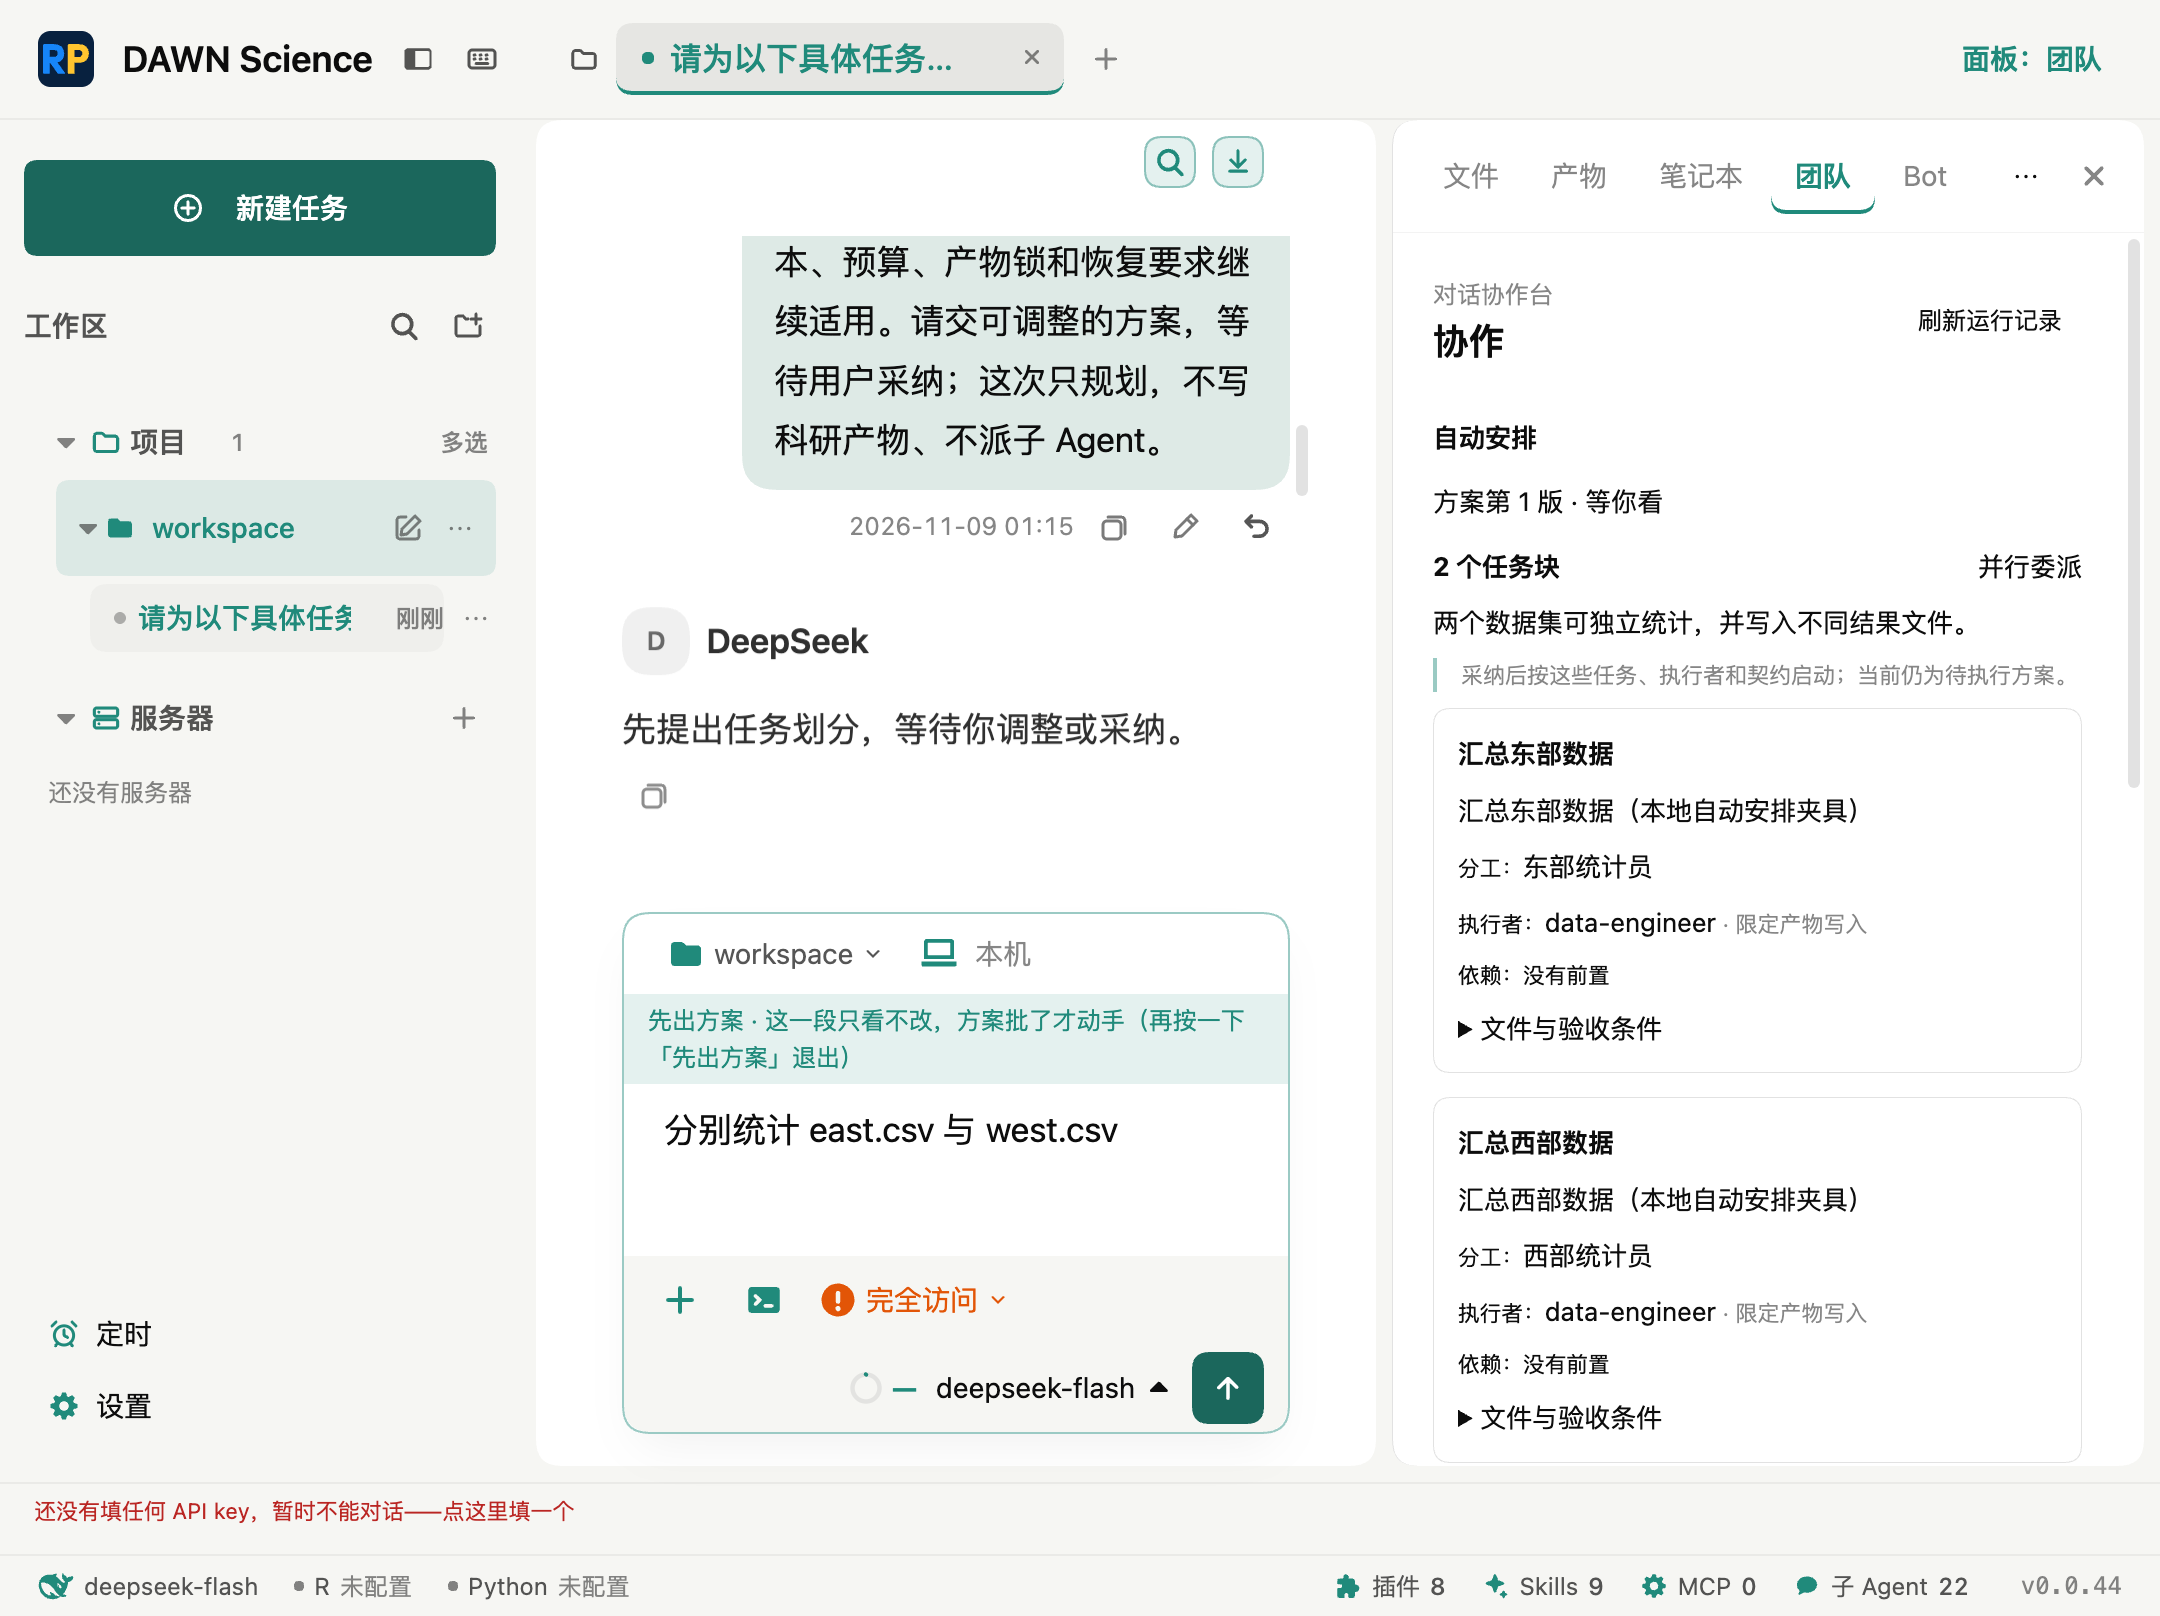 RP DAWN Science
请为以下具体任务...
面板：团队
新建任务
工作区
项目 1 多选
workspace
请为以下具体任务 刚刚
服务器
还没有服务器
定时
设置
本、预算、产物锁和恢复要求继
续适用。请交可调整的方案，等
待用户采纳；这次只规划，不写
科研产物、不派子 Agent。
2026-11-09 01:15
D DeepSeek
先提出任务划分，等待你调整或采纳。
workspace 本机
先出方案 · 这一段只看不改，方案批了才动手（再按一下
「先出方案」退出）
分别统计 east.csv 与 west.csv
完全访问
deepseek-flash
文件 产物 笔记本 团队 Bot
对话协作台
协作
刷新运行记录
自动安排
方案第 1 版 · 等你看
2 个任务块 并行委派
两个数据集可独立统计，并写入不同结果文件。
采纳后按这些任务、执行者和契约启动；当前仍为待执行方案。
汇总东部数据
汇总东部数据（本地自动安排夹具）
分工：东部统计员
执行者：data-engineer · 限定产物写入
依赖：没有前置
文件与验收条件
汇总西部数据
汇总西部数据（本地自动安排夹具）
分工：西部统计员
执行者：data-engineer · 限定产物写入
依赖：没有前置
文件与验收条件
还没有填任何 API key，暂时不能对话——点这里填一个
deepseek-flash R 未配置 Python 未配置
插件 8 Skills 9 MCP 0 子 Agent 22 v0.0.44